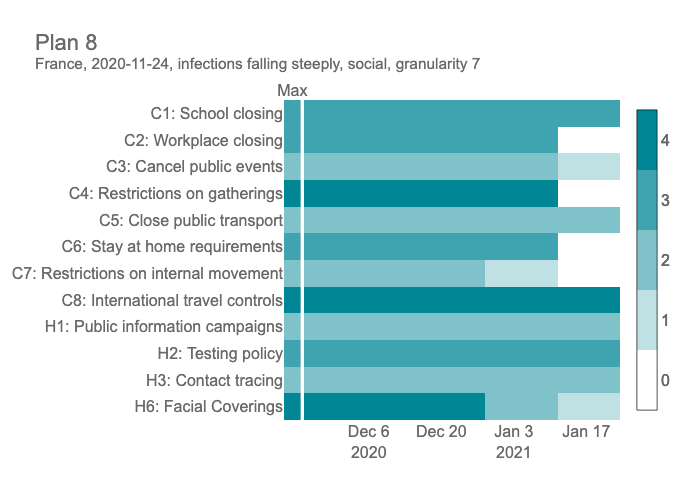 Plan 8
France, 2020-11-24, infections falling steeply, social, granularity 7
Max
C1: School closing
C2: Workplace closing
C3: Cancel public events
C4: Restrictions on gatherings
C5: Close public transport
C6: Stay at home requirements
C7: Restrictions on internal movement
C8: International travel controls
H1: Public information campaigns
H2: Testing policy
H3: Contact tracing
H6: Facial Coverings
Dec 6 Dec 20 Jan 3 Jan 17
2020 2021
4
3
2
1
0